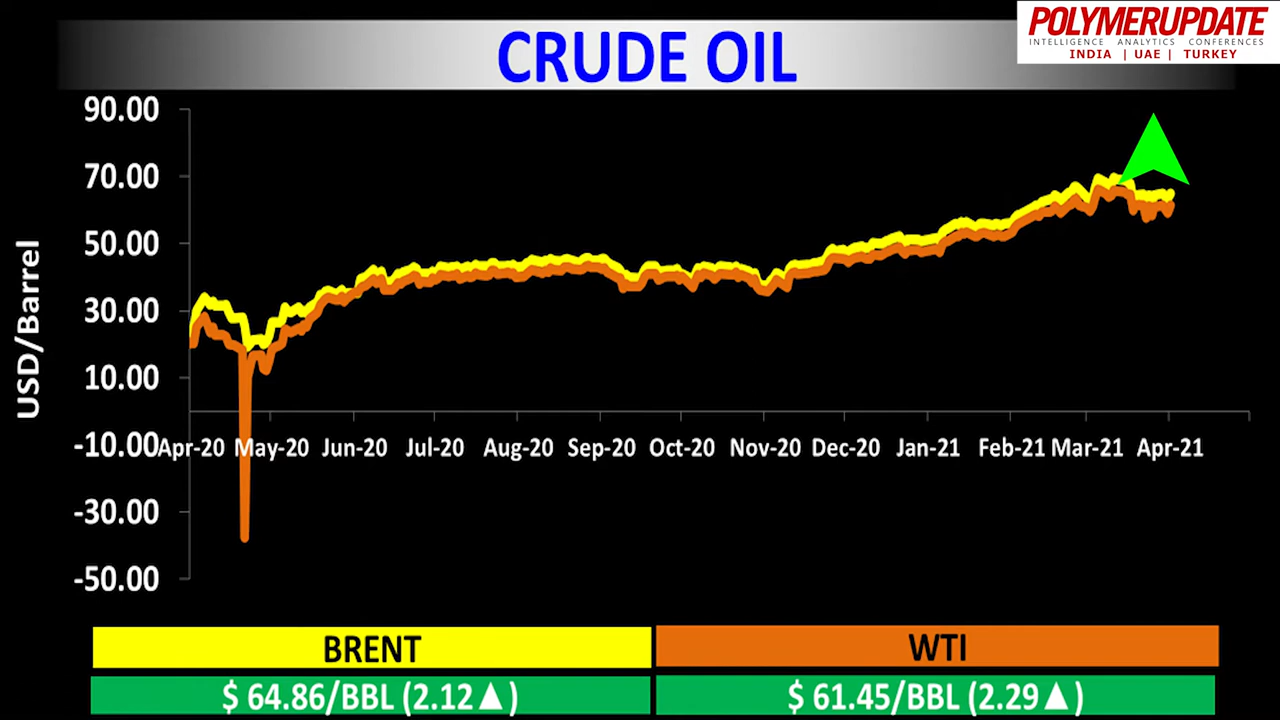 POLYMERUPDATE
INTELLIGENCE ANALYTICS CONFERENCES
INDIA | UAE | TURKEY
CRUDE OIL
USD/Barrel
90.00
70.00
50.00
30.00
10.00
-10.00
-30.00
-50.00
Apr-20 May-20 Jun-20 Jul-20 Aug-20 Sep-20 Oct-20 Nov-20 Dec-20 Jan-21 Feb-21 Mar-21 Apr-21
BRENT WTI
$ 64.86/BBL (2.12▲) $ 61.45/BBL (2.29▲)